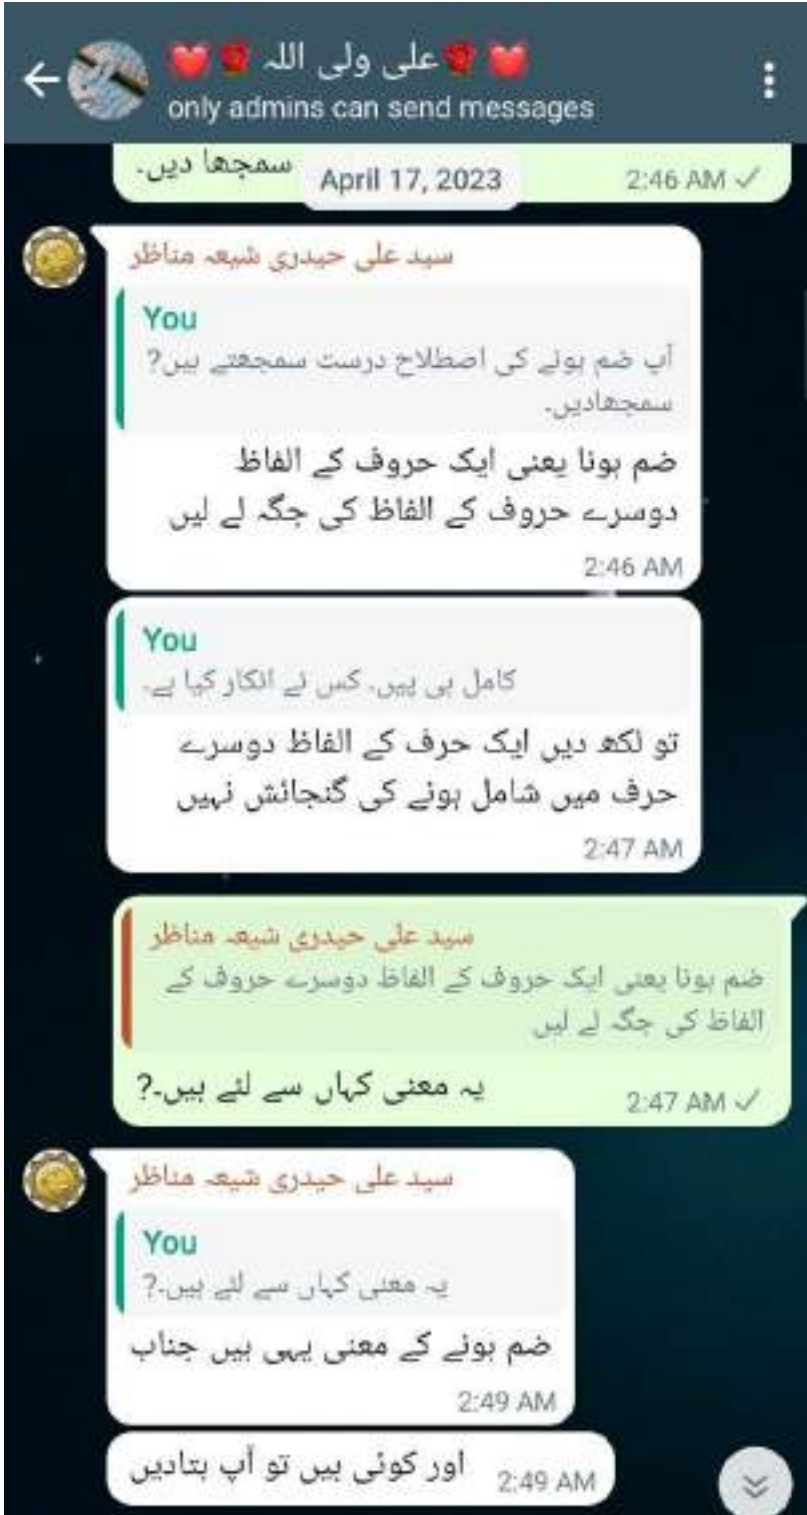 ❤️🌹علی ولی اللہ 🌹❤️
only admins can send messages
سمجھا دیں۔
2:46 AM
April 17, 2023
سید علی حیدری شیعہ مناظر
You
آپ ضم ہونے کی اصطلاح درست سمجھتے ہیں?
سمجھادیں۔
ضم ہونا یعنی ایک حروف کے الفاظ
دوسرے حروف کے الفاظ کی جگہ لے لیں
2:46 AM
You
کامل ہی ہیں۔ کس نے انکار کیا ہے۔
تو لکھ دیں ایک حرف کے الفاظ دوسرے
حرف میں شامل ہونے کی گنجائش نہیں
2:47 AM
سید علی حیدری شیعہ مناظر
ضم ہونا یعنی ایک حروف کے الفاظ دوسرے حروف کے
الفاظ کی جگہ لے لیں
یہ معنی کہاں سے لئے ہیں۔?
2:47 AM
سید علی حیدری شیعہ مناظر
You
یہ معنی کہاں سے لئے ہیں۔?
ضم ہونے کے معنی یہی ہیں جناب
2:49 AM
اور کوئی ہیں تو آپ بتادیں
2:49 AM